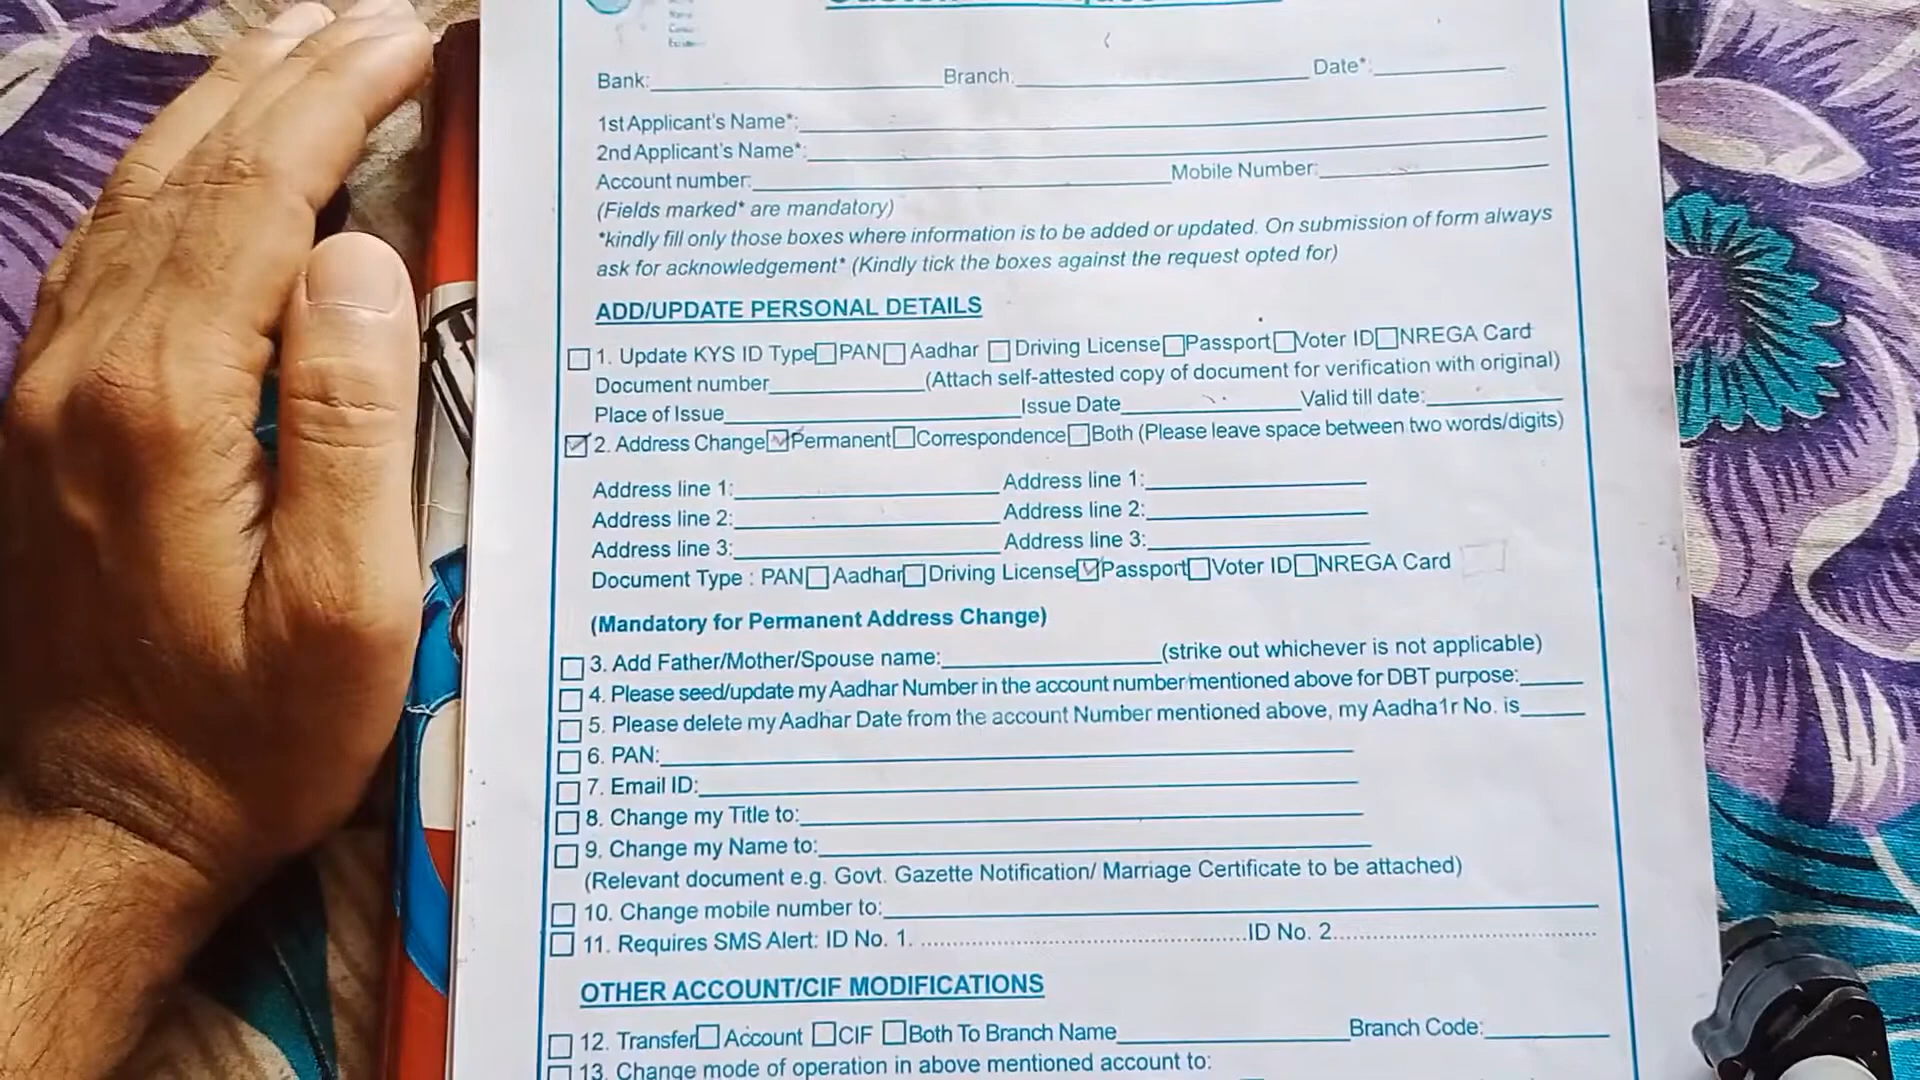 Bank: Branch: Date*:
1st Applicant's Name*:
2nd Applicant's Name*:
Account number: Mobile Number:
(Fields marked* are mandatory)
*kindly fill only those boxes where information is to be added or updated. On submission of form always
ask for acknowledgement* (Kindly tick the boxes against the request opted for)
ADD/UPDATE PERSONAL DETAILS
1. Update KYS ID Type PAN Aadhar Driving License Passport Voter ID NREGA Card
Document number (Attach self-attested copy of document for verification with original)
Place of Issue Issue Date Valid till date:
2. Address Change Permanent Correspondence Both (Please leave space between two words/digits)
Address line 1: Address line 1:
Address line 2: Address line 2:
Address line 3: Address line 3:
Document Type : PAN Aadhar Driving License Passport Voter ID NREGA Card
(Mandatory for Permanent Address Change)
3. Add Father/Mother/Spouse name: (strike out whichever is not applicable)
4. Please seed/update my Aadhar Number in the account number mentioned above for DBT purpose:
5. Please delete my Aadhar Date from the account Number mentioned above, my Aadha1r No. is
6. PAN:
7. Email ID:
8. Change my Title to:
9. Change my Name to:
(Relevant document e.g. Govt. Gazette Notification/ Marriage Certificate to be attached)
10. Change mobile number to:
11. Requires SMS Alert: ID No. 1. ID No. 2.
OTHER ACCOUNT/CIF MODIFICATIONS
12. Transfer Account CIF Both To Branch Name Branch Code:
13. Change mode of operation in above mentioned account to: